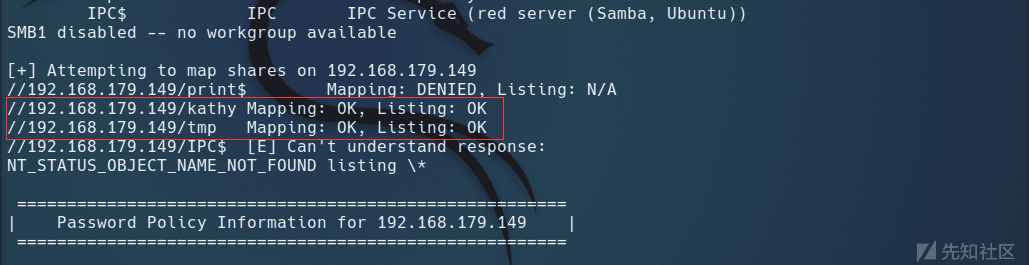 IPC$            IPC       IPC Service (red server (Samba, Ubuntu))
SMB1 disabled -- no workgroup available
[+] Attempting to map shares on 192.168.179.149
//192.168.179.149/print$        Mapping: DENIED, Listing: N/A
//192.168.179.149/kathy Mapping: OK, Listing: OK
//192.168.179.149/tmp   Mapping: OK, Listing: OK
//192.168.179.149/IPC$  [E] Can't understand response:
NT_STATUS_OBJECT_NAME_NOT_FOUND listing \*
=======================================================
|    Password Policy Information for 192.168.179.149    |
=======================================================
先知社区